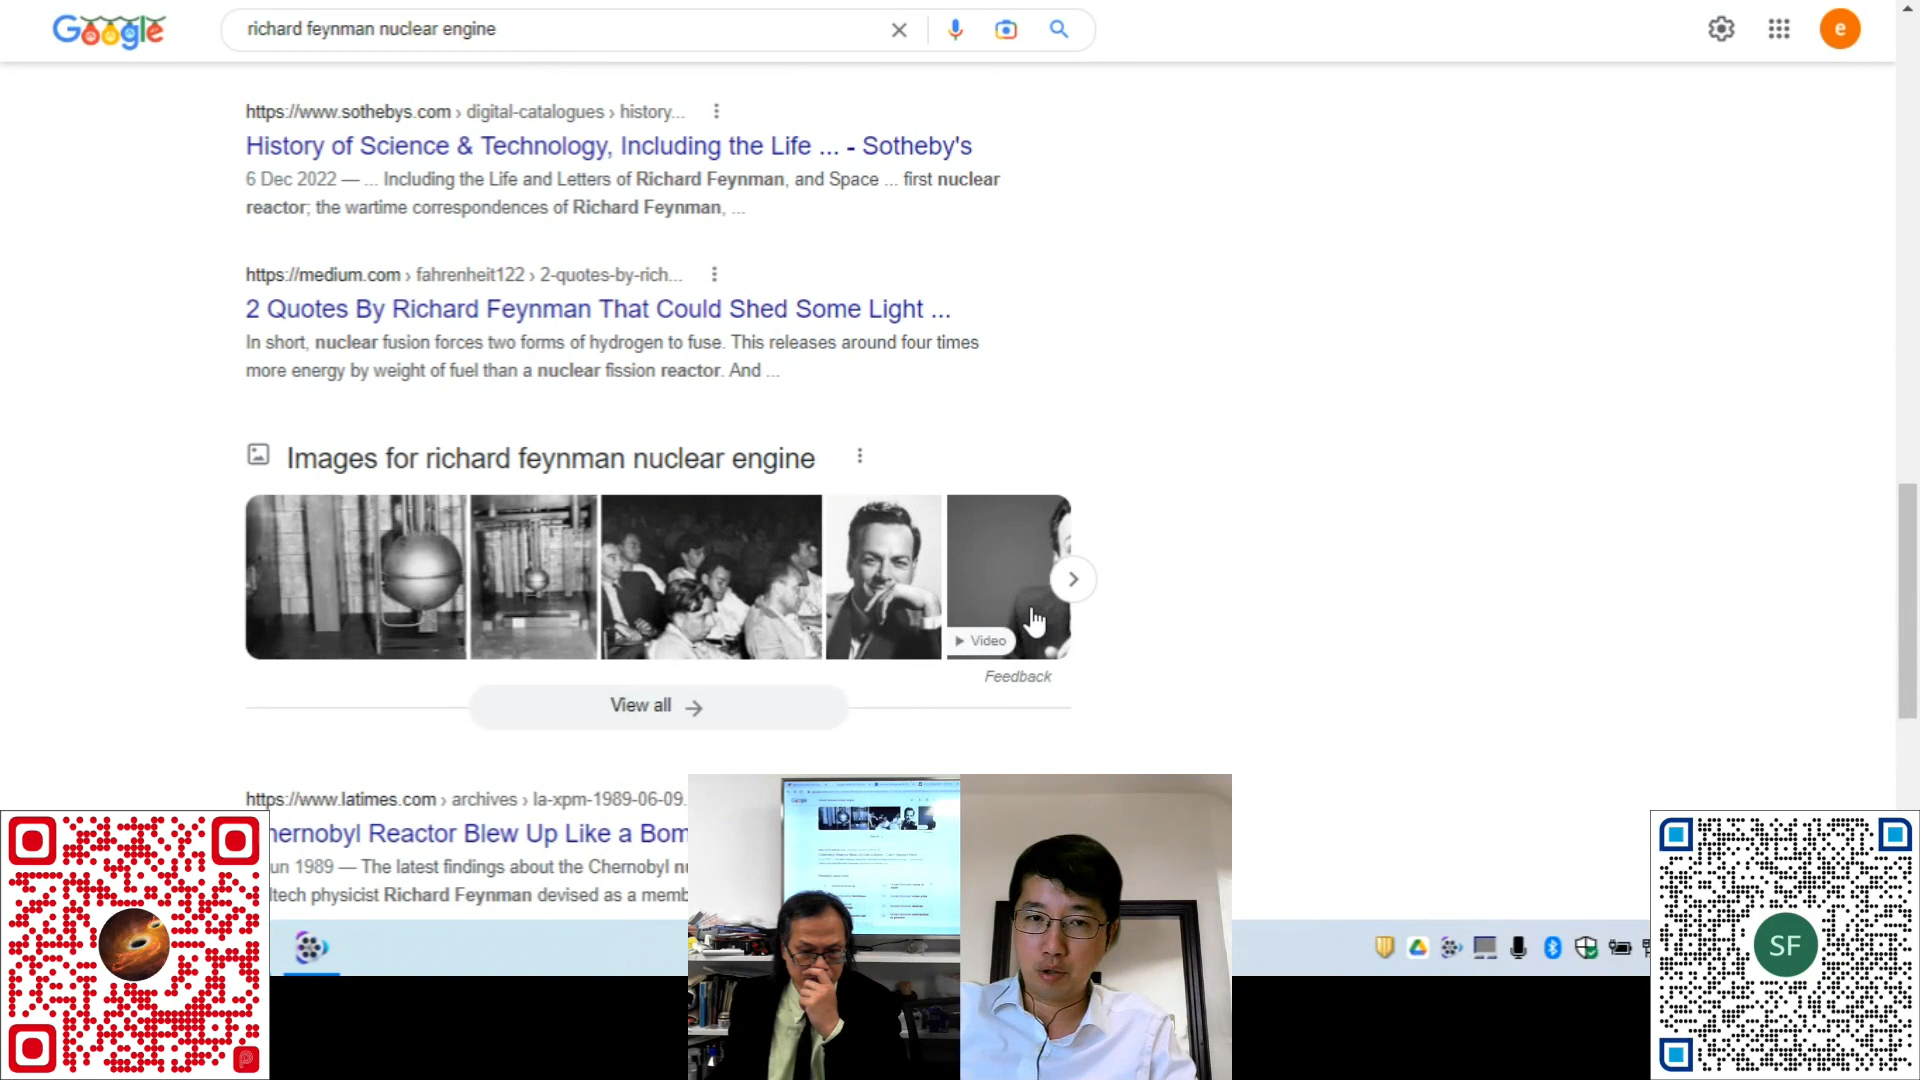 Google
richard feynman nuclear engine
e
https://www.sothebys.com › digital-catalogues › history...
History of Science & Technology, Including the Life ... - Sotheby's
6 Dec 2022 — ... Including the Life and Letters of Richard Feynman, and Space ... first nuclear
reactor; the wartime correspondences of Richard Feynman, ...
https://medium.com › fahrenheit122 › 2-quotes-by-rich...
2 Quotes By Richard Feynman That Could Shed Some Light ...
In short, nuclear fusion forces two forms of hydrogen to fuse. This releases around four times
more energy by weight of fuel than a nuclear fission reactor. And ...
Images for richard feynman nuclear engine
Video
Feedback
View all
https://www.latimes.com › archives › la-xpm-1989-06-09.
hernobyl Reactor Blew Up Like a Bom
un 1989 — The latest findings about the Chernobyl nu
ltech physicist Richard Feynman devised as a memb
SF